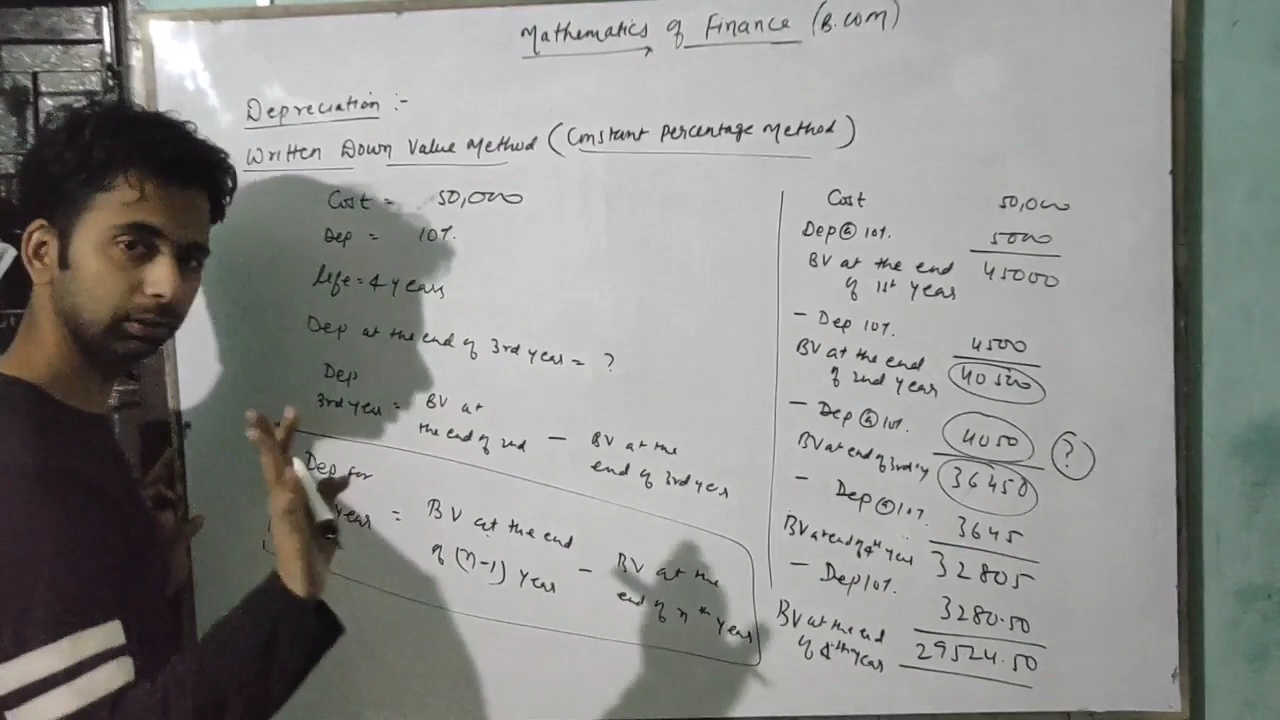 Mathematics of Finance (B.COM)
Depreciation :-
Written Down Value Method (Constant Percentage Method)
Cost = 50,000
Dep = 10%.
Life = 4 years
Dep at the end of 3rd year = ?
Dep
3rd year = BV at
the end of 2nd - BV at the
end of 3rd year
Dep for
year = BV at the end
of (n-1) year - BV at the
end of nth year
Cost 50,000
Dep @ 10%. 5000
BV at the end 45000
of 1st year
- Dep 10%. 4500
BV at the end 40500
of 2nd year
- Dep @ 10%. 4050 ?
BV at end of 3rd y 36450
- Dep @ 10%. 3645
BV at end of 4th year 32805
- Dep 10%. 3280.50
BV at the end 29524.50
of 4th year